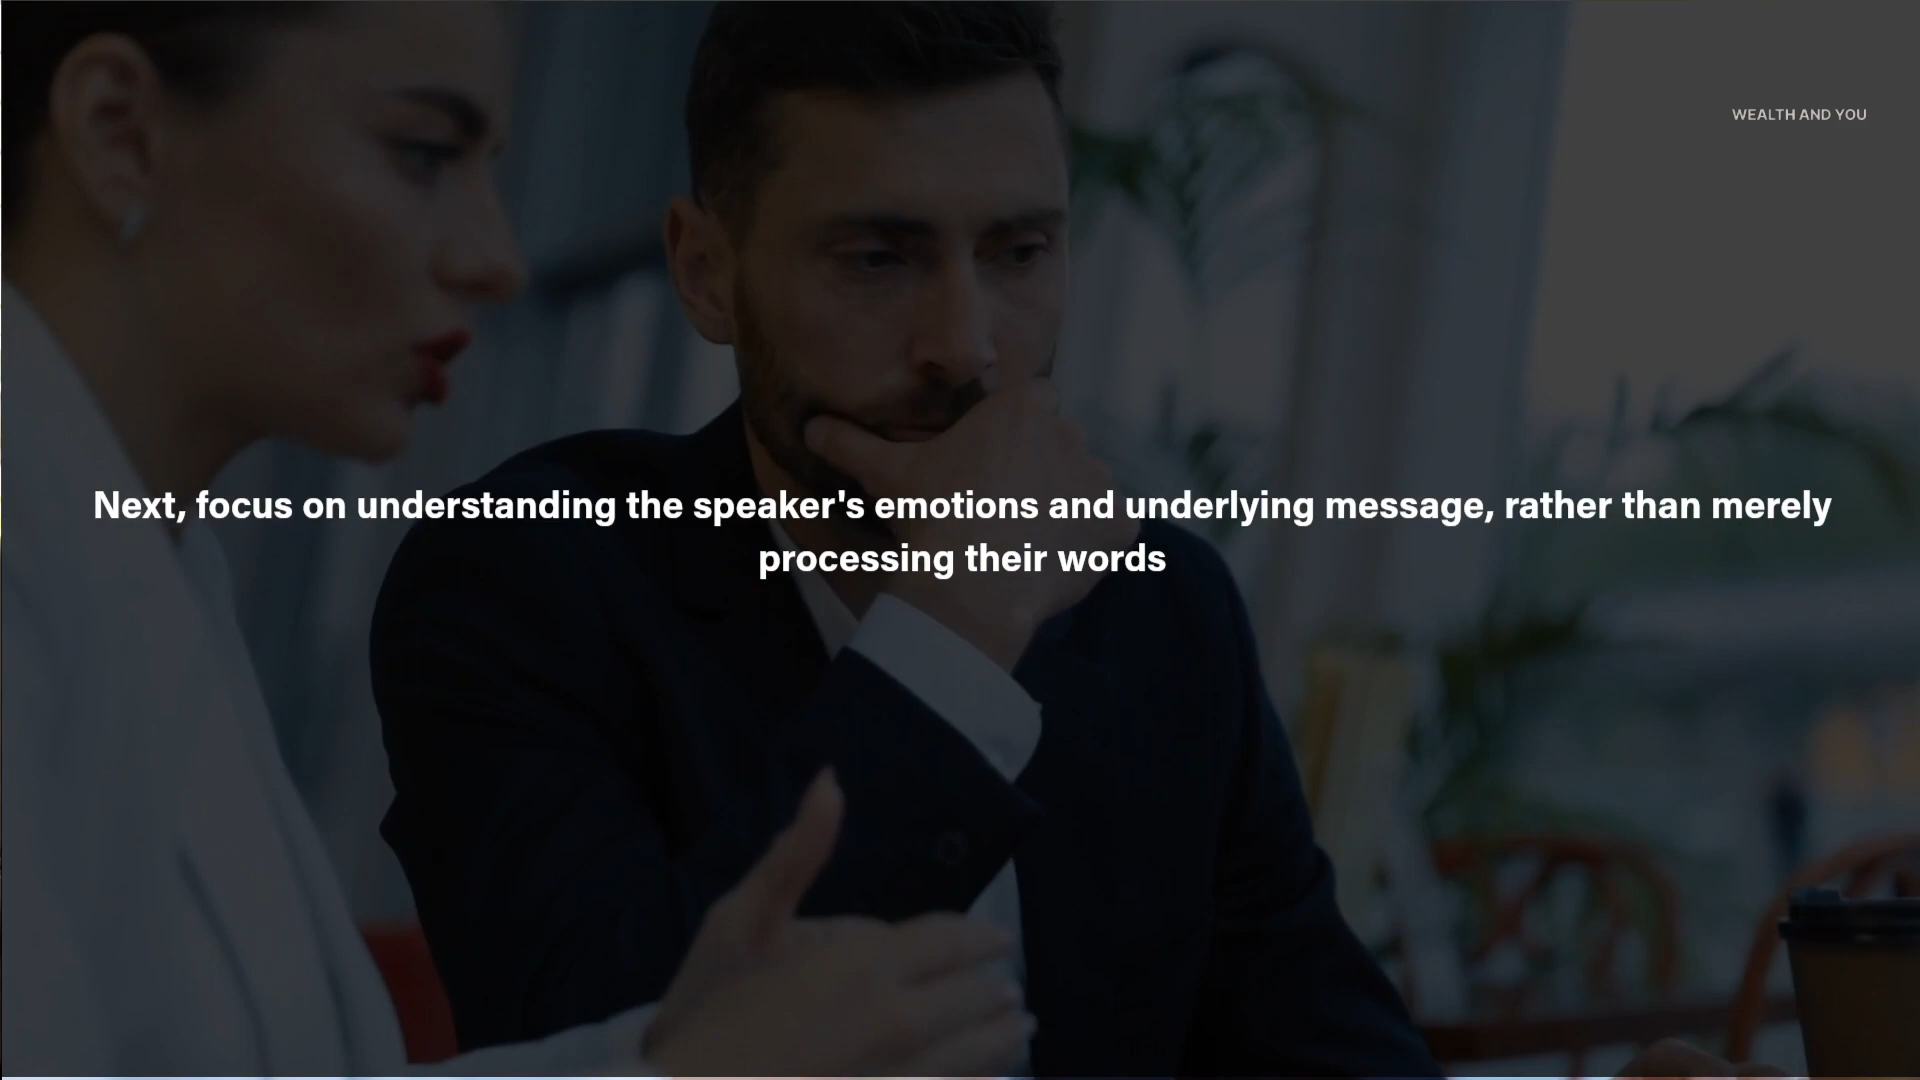 WEALTH AND YOU
Next, focus on understanding the speaker's emotions and underlying message, rather than merely
processing their words